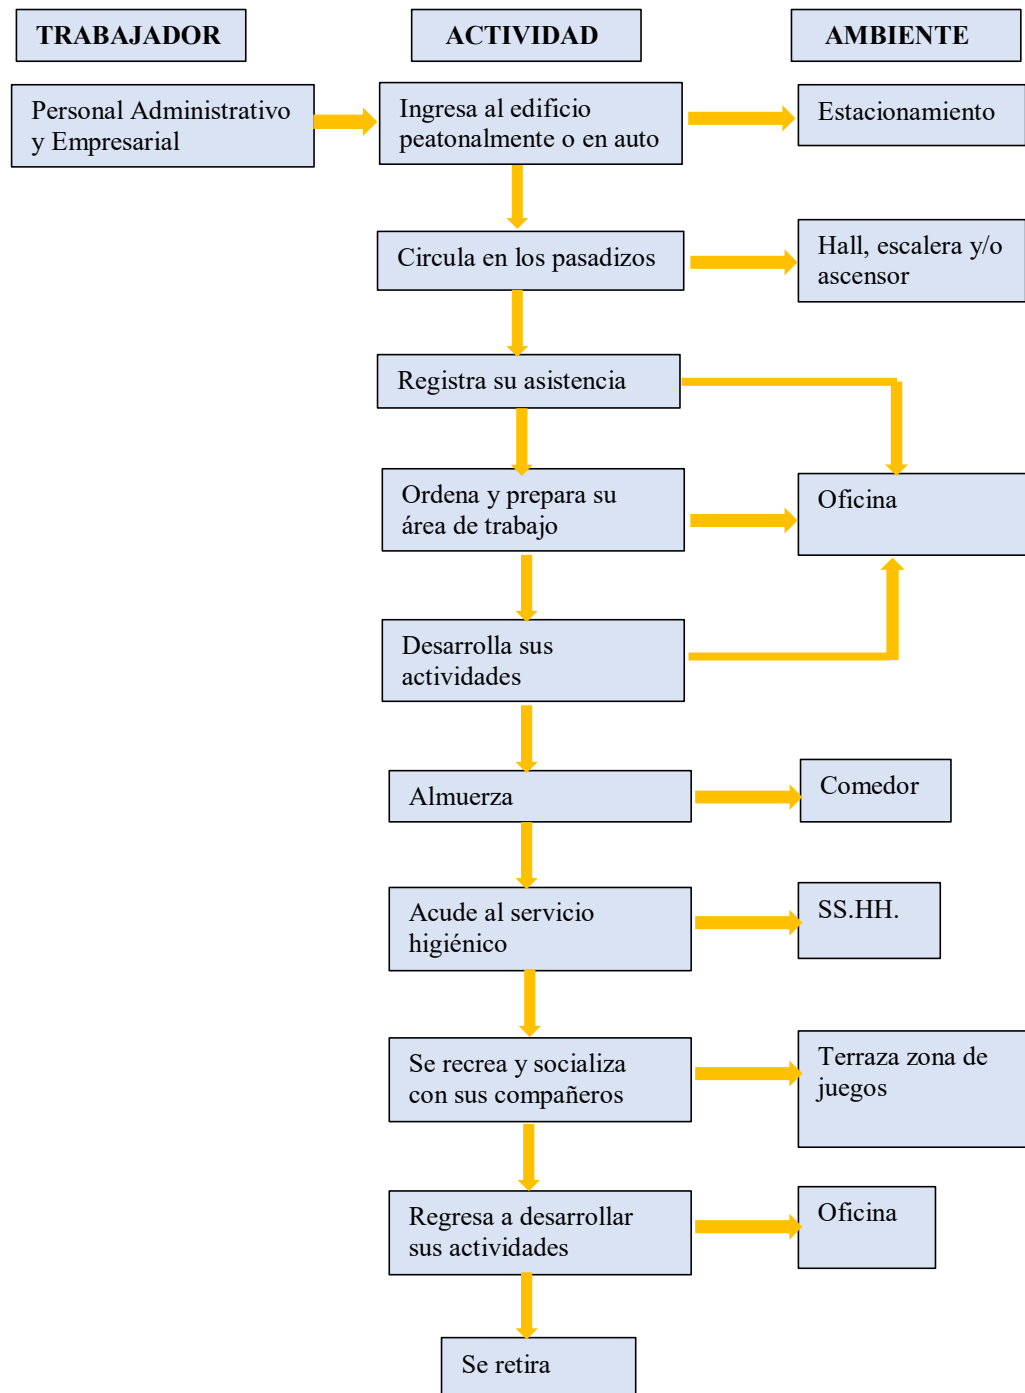 TRABAJADOR
ACTIVIDAD
AMBIENTE
Personal Administrativo
y Empresarial
Ingresa al edificio
peatonalmente o en auto
Estacionamiento
Circula en los pasadizos
Hall, escalera y/o
ascensor
Registra su asistencia
Ordena y prepara su
área de trabajo
Oficina
Desarrolla sus
actividades
Almuerza
Comedor
Acude al servicio
higiénico
SS.HH.
Se recrea y socializa
con sus compañeros
Terraza zona de
juegos
Regresa a desarrollar
sus actividades
Oficina
Se retira